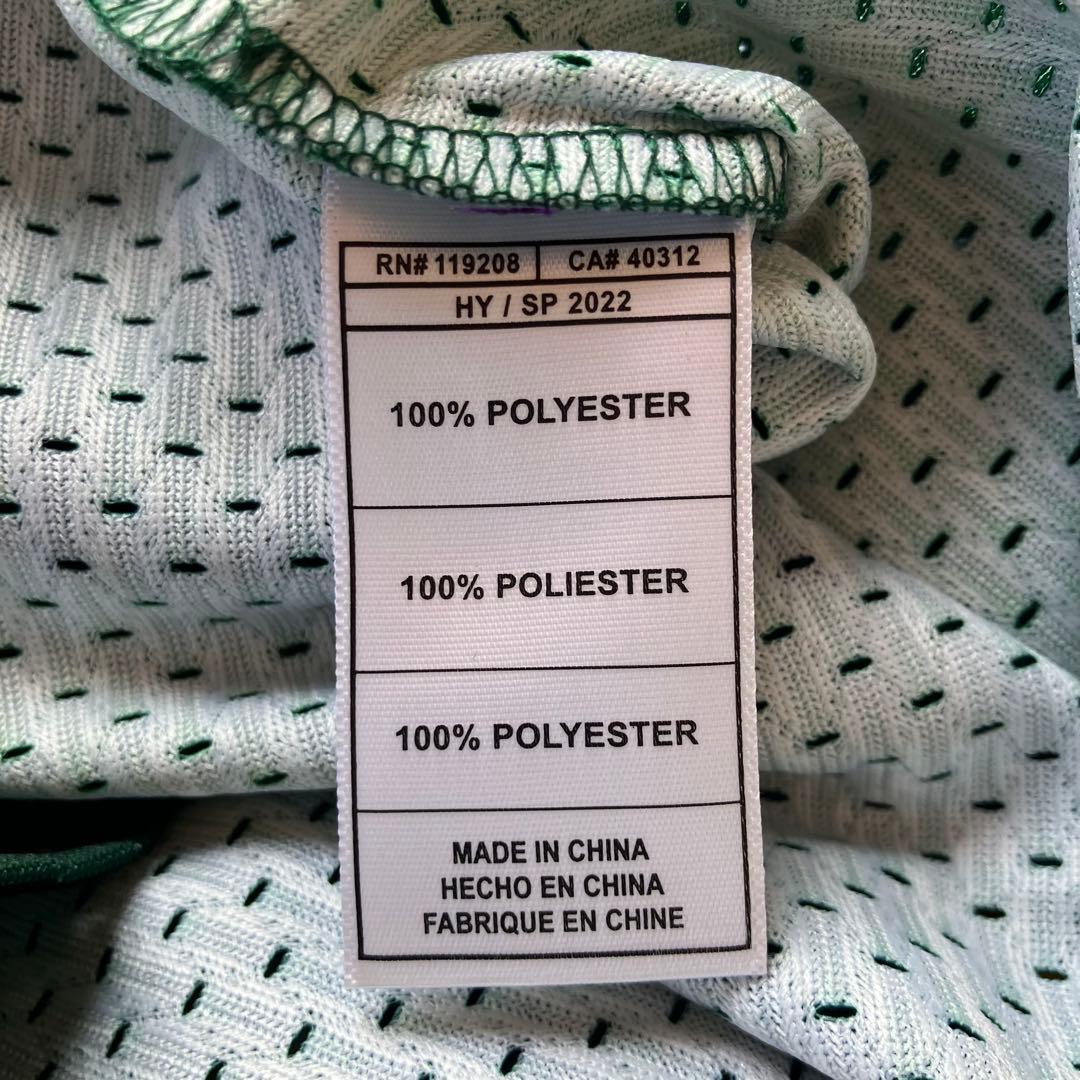 RN# 119208 CA# 40312
HY / SP 2022
100% POLYESTER
100% POLIESTER
100% POLYESTER
MADE IN CHINA
HECHO EN CHINA
FABRIQUE EN CHINE